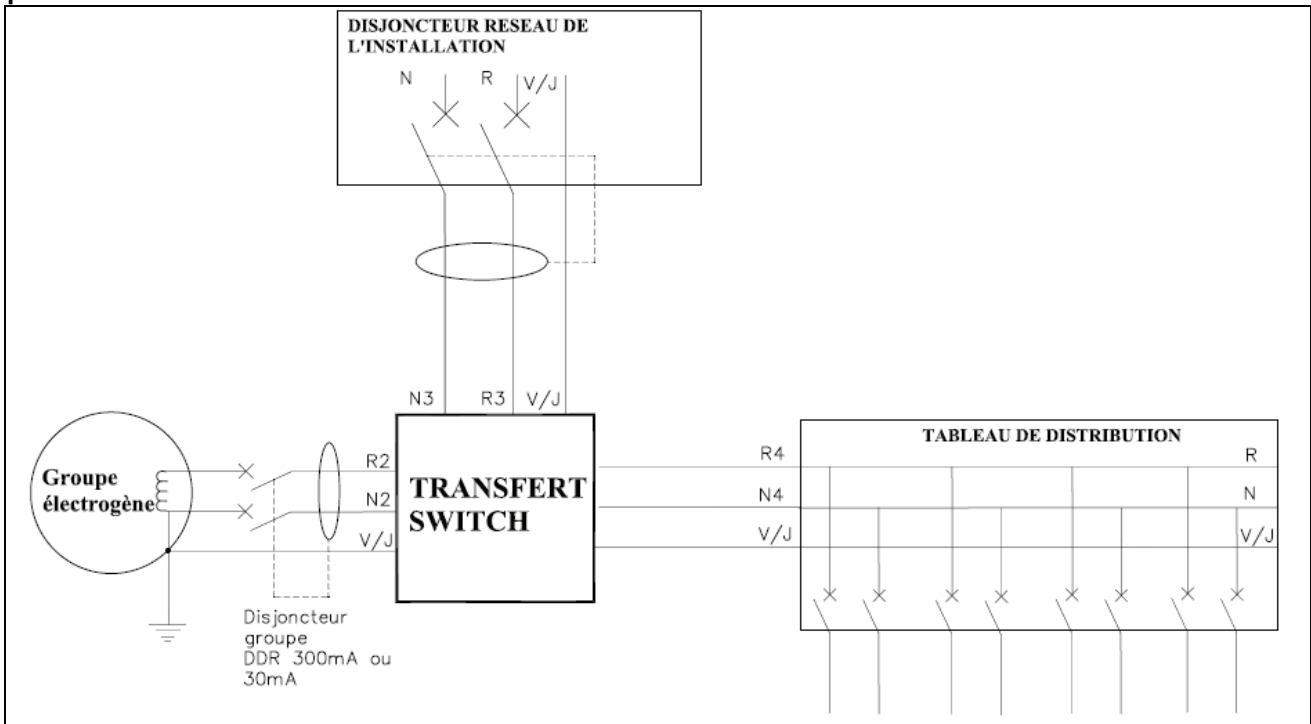 DISJONCTEUR RESEAU DE
L'INSTALLATION
N R V/J
N3 R3 V/J
Groupe
électrogène
R2
N2
V/J
TRANSFERT
SWITCH
Disjoncteur
groupe
DDR 300mA ou
30mA
R4
N4
V/J
TABLEAU DE DISTRIBUTION
R
N
V/J